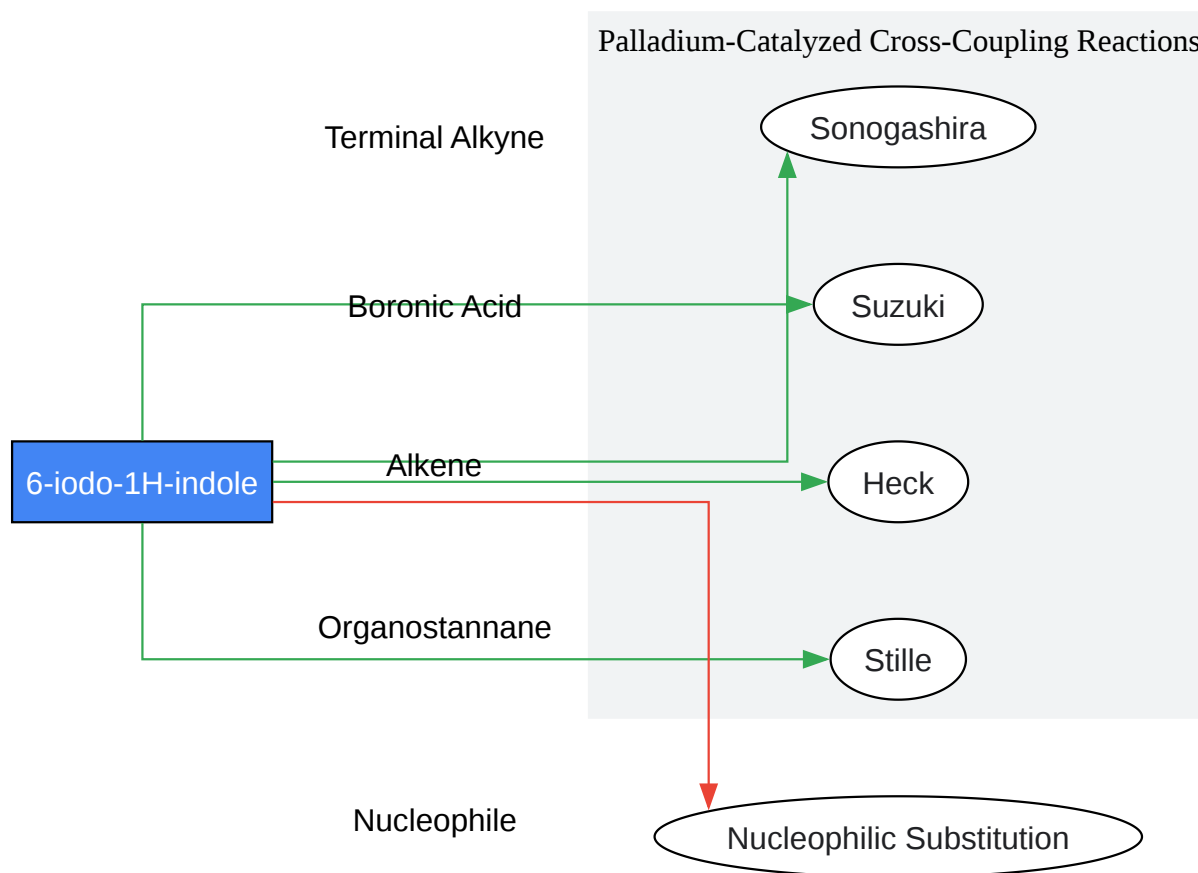 Palladium-Catalyzed Cross-Coupling Reactions
Terminal Alkyne
Sonogashira
Boronic Acid
Suzuki
6-iodo-1H-indole
Alkene
Heck
Organostannane
Stille
Nucleophile
Nucleophilic Substitution